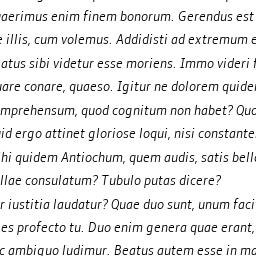 aerimus enim finem bonorum. Gerendus est
e illis, cum volemus. Addidisti ad extremum e
atus sibi videtur esse moriens. Immo videri f
are conare, quaeso. Igitur ne dolorem quide
mprehensum, quod cognitum non habet? Quo
id ergo attinet gloriose loqui, nisi constante
hi quidem Antiochum, quem audis, satis bell
llae consulatum? Tubulo putas dicere?
r iustitia laudatur? Quae duo sunt, unum faci
es profecto tu. Duo enim genera quae erant,
c ambiguo ludimur. Beatus autem esse in ma